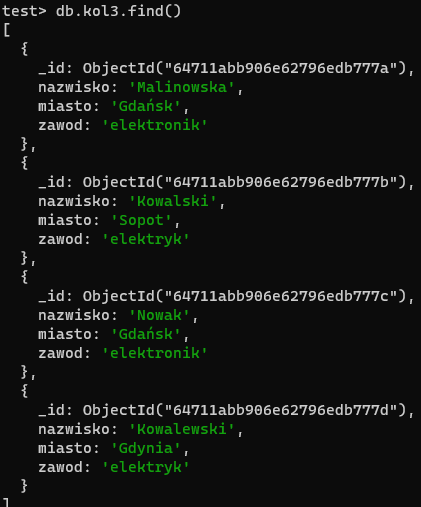 test> db.kol3.find()
[
  {
    _id: ObjectId("64711abb906e62796edb777a"),
    nazwisko: 'Malinowska',
    miasto: 'Gdańsk',
    zawod: 'elektronik'
  },
  {
    _id: ObjectId("64711abb906e62796edb777b"),
    nazwisko: 'Kowalski',
    miasto: 'Sopot',
    zawod: 'elektryk'
  },
  {
    _id: ObjectId("64711abb906e62796edb777c"),
    nazwisko: 'Nowak',
    miasto: 'Gdańsk',
    zawod: 'elektronik'
  },
  {
    _id: ObjectId("64711abb906e62796edb777d"),
    nazwisko: 'Kowalewski',
    miasto: 'Gdynia',
    zawod: 'elektryk'
  }
]